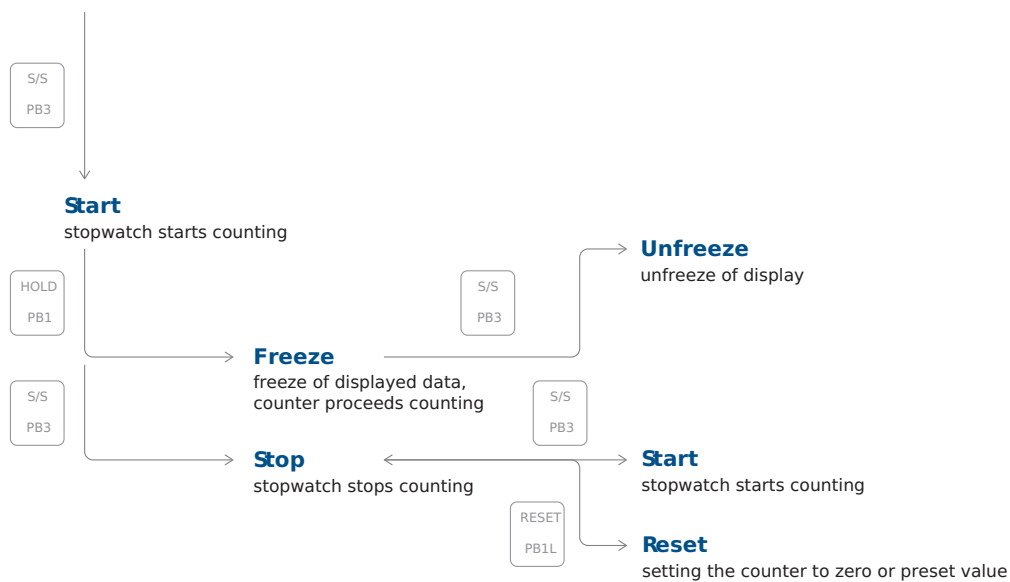 S/S
PB3
Start
stopwatch starts counting
HOLD
PB1
S/S
PB3
Unfreeze
unfreeze of display
Freeze
freeze of displayed data,
counter proceeds counting
S/S
PB3
S/S
PB3
Stop
stopwatch stops counting
Start
stopwatch starts counting
RESET
PB1L
Reset
setting the counter to zero or preset value